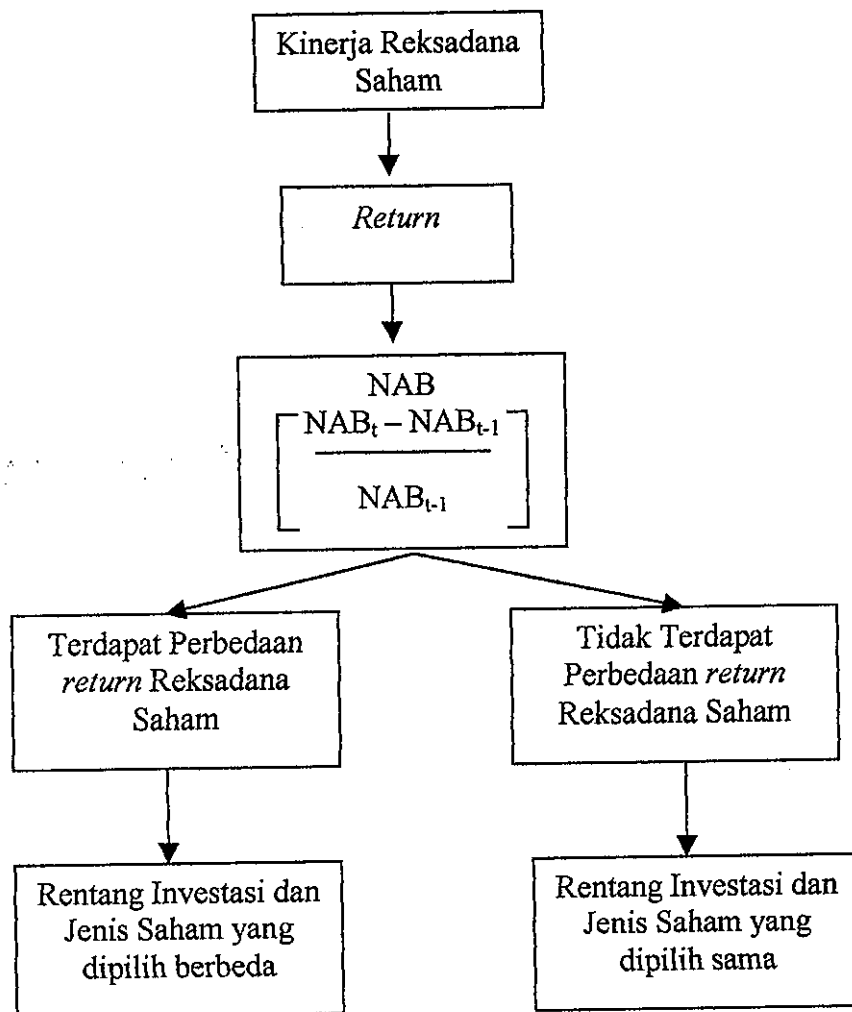 Kinerja Reksadana
Saham
Return
NAB
NABt – NABt-1
NABt-1
Terdapat Perbedaan
return Reksadana
Saham
Tidak Terdapat
Perbedaan return
Reksadana Saham
Rentang Investasi dan
Jenis Saham yang
dipilih berbeda
Rentang Investasi dan
Jenis Saham yang
dipilih sama